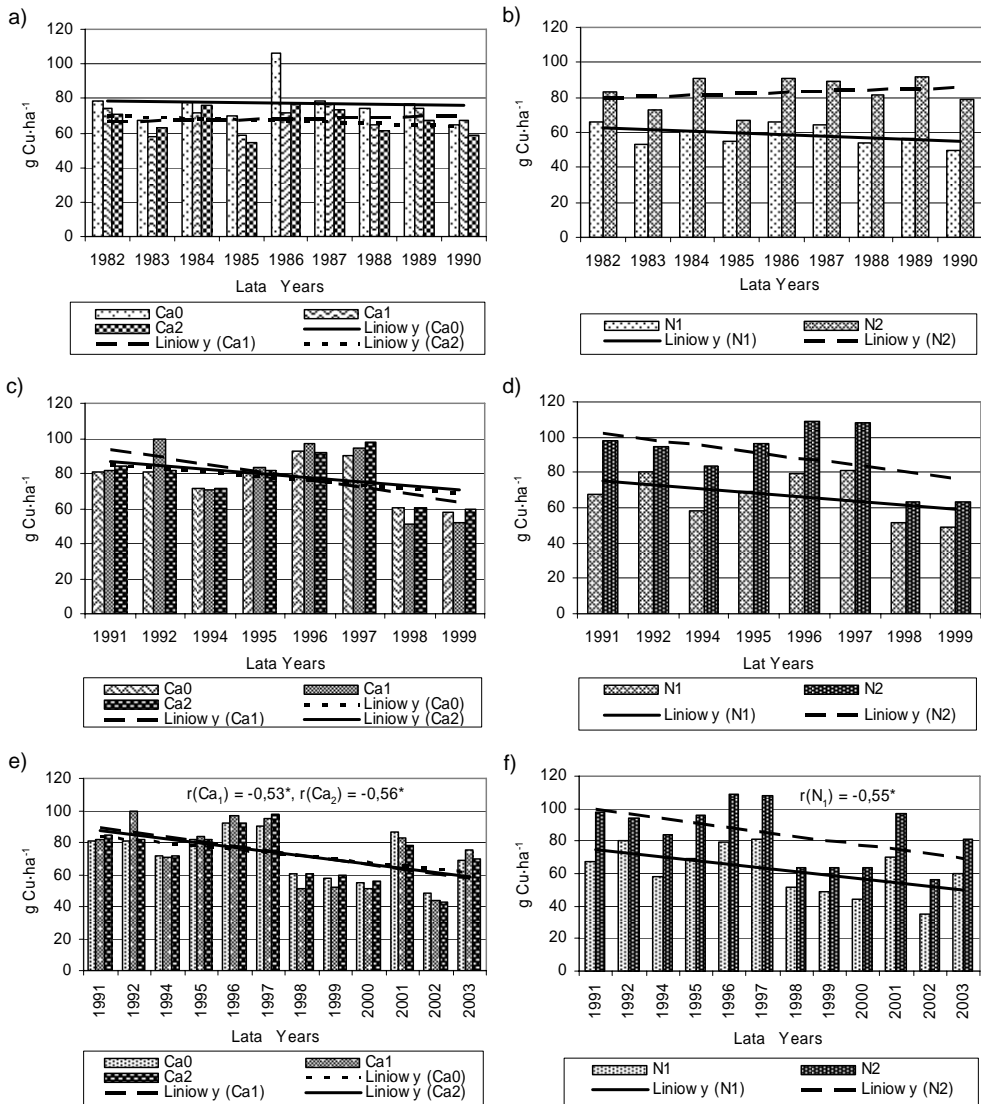 a)
g Cu·ha-1
120
100
80
60
40
20
0
1982 1983 1984 1985 1986 1987 1988 1989 1990
Lata Years
Ca0 Ca1
Ca2 Liniow y (Ca0)
Liniow y (Ca1) Liniow y (Ca2)
b)
g Cu·ha-1
120
100
80
60
40
20
0
1982 1983 1984 1985 1986 1987 1988 1989 1990
Lata Years
N1 N2
Liniow y (N1) Liniow y (N2)
c)
g Cu·ha-1
120
100
80
60
40
20
0
1991 1992 1994 1995 1996 1997 1998 1999
Lata Years
Ca0 Ca1
Ca2 Liniow y (Ca0)
Liniow y (Ca1) Liniow y (Ca2)
d)
g Cu·ha-1
120
100
80
60
40
20
0
1991 1992 1994 1995 1996 1997 1998 1999
Lat Years
N1 N2
Liniow y (N1) Liniow y (N2)
e)
g Cu·ha-1
120
100
80
60
40
20
0
r(Ca1) = -0,53*, r(Ca2) = -0,56*
1991 1992 1994 1995 1996 1997 1998 1999 2000 2001 2002 2003
Lata Years
Ca0 Ca1
Ca2 Liniow y (Ca0)
Liniow y (Ca1) Liniow y (Ca2)
f)
g Cu·ha-1
120
100
80
60
40
20
0
r(N1) = -0,55*
1991 1992 1994 1995 1996 1997 1998 1999 2000 2001 2002 2003
Lata Years
N1 N2
Liniow y (N1) Liniow y (N2)